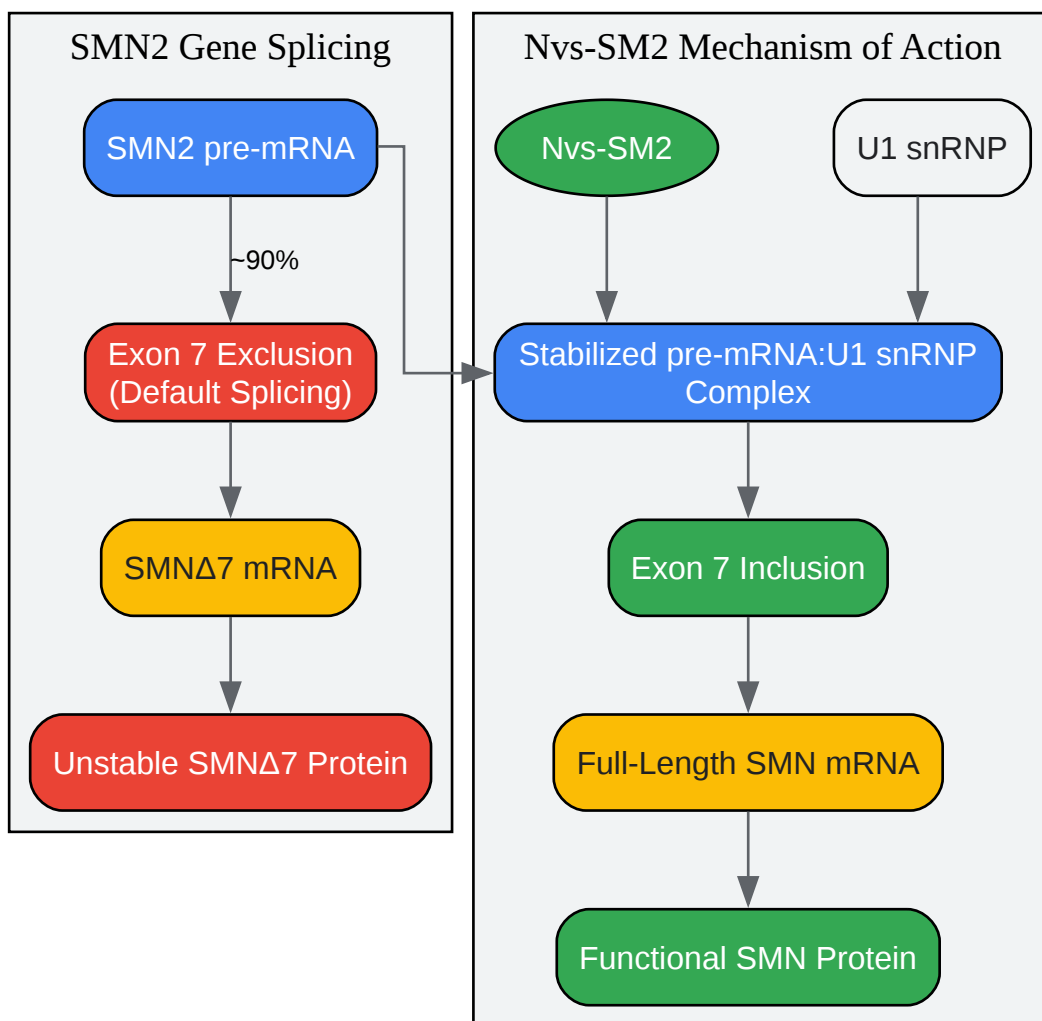 SMN2 Gene Splicing
SMN2 pre-mRNA
~90%
Exon 7 Exclusion
(Default Splicing)
SMNΔ7 mRNA
Unstable SMNΔ7 Protein
Nvs-SM2 Mechanism of Action
Nvs-SM2
U1 snRNP
Stabilized pre-mRNA:U1 snRNP
Complex
Exon 7 Inclusion
Full-Length SMN mRNA
Functional SMN Protein